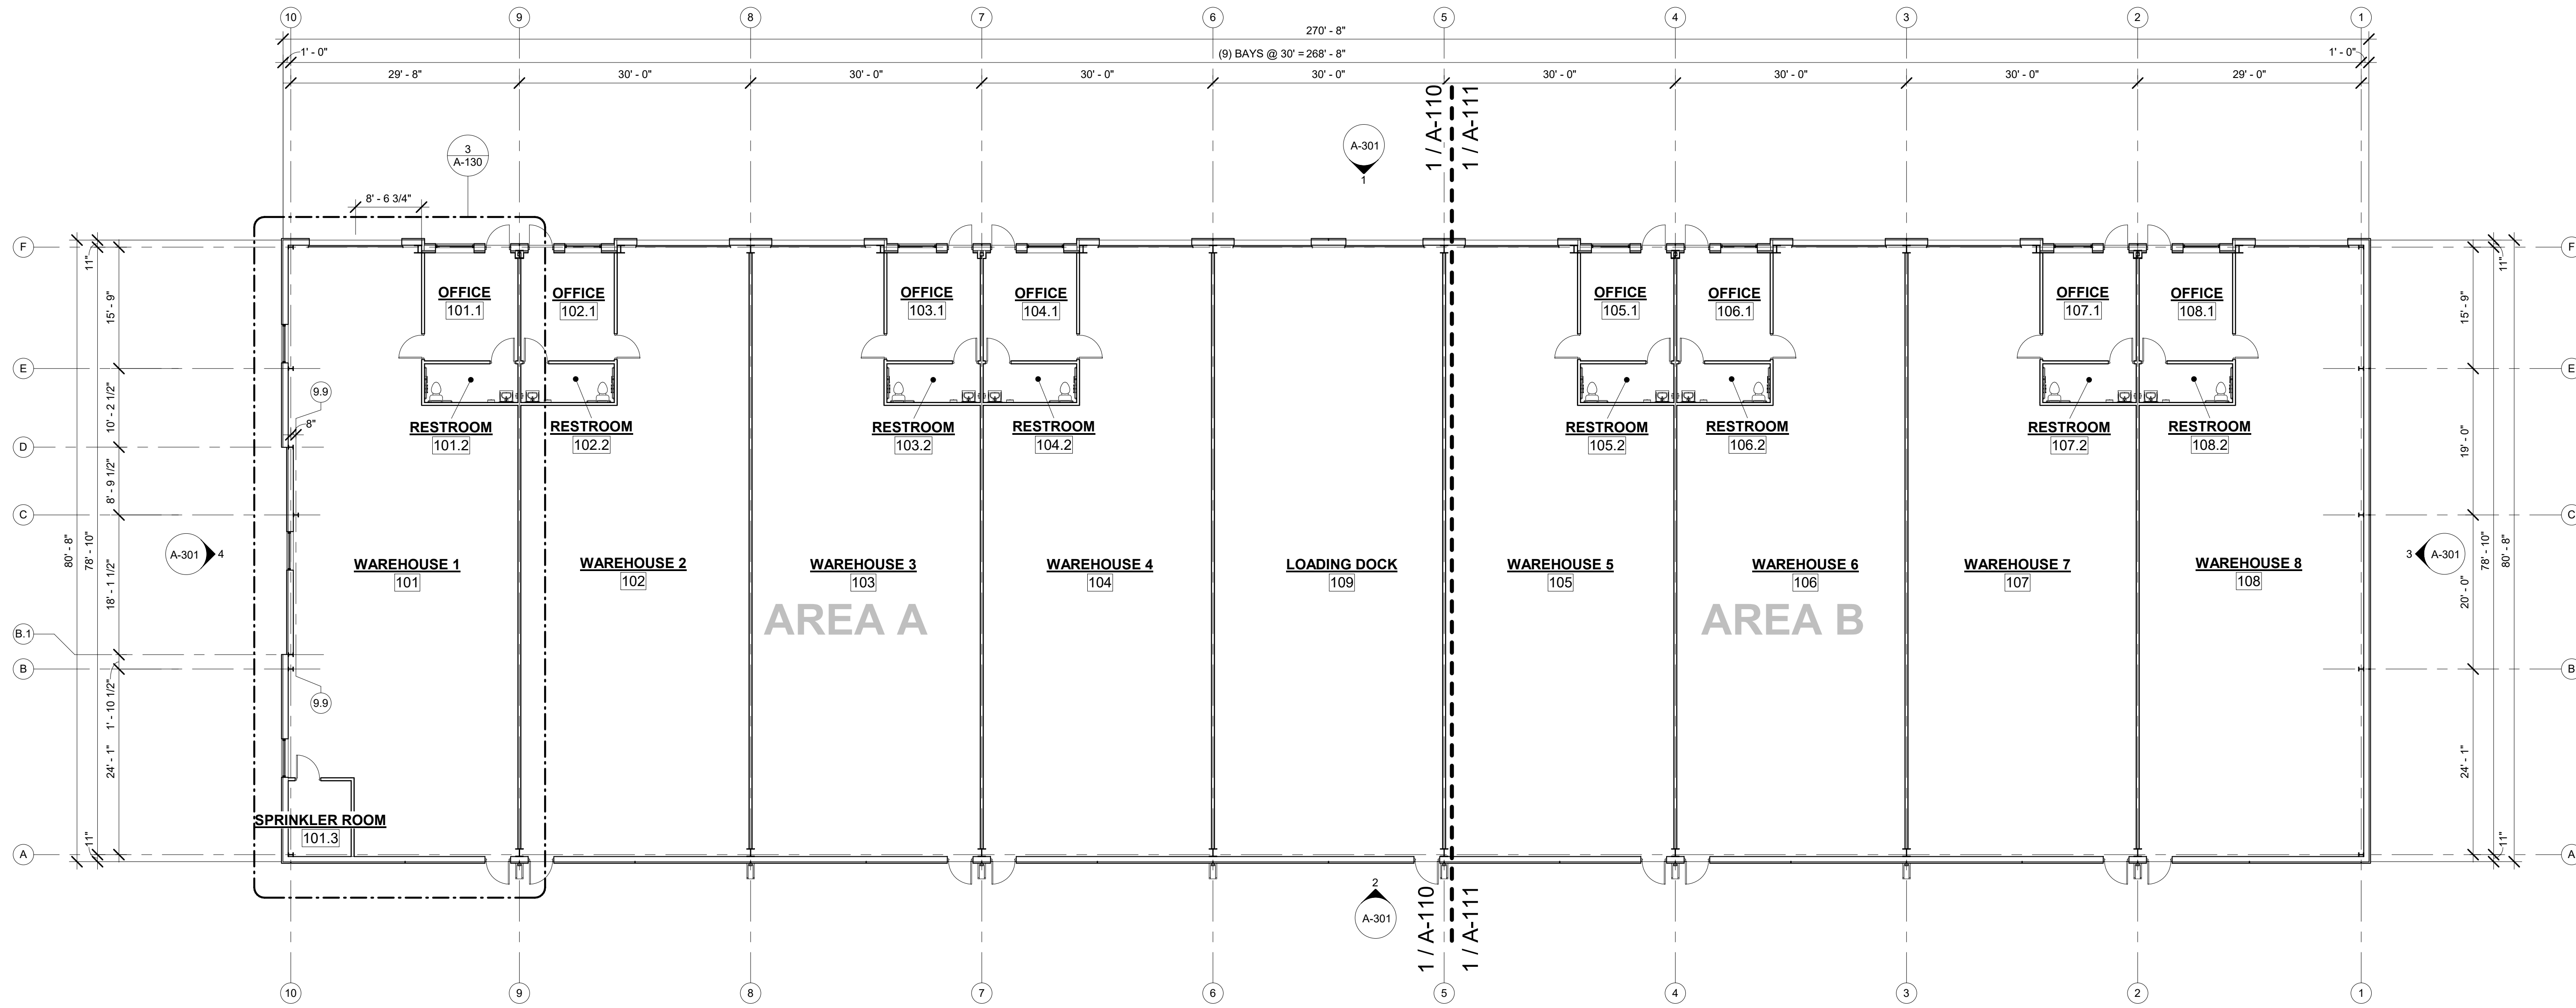 10 9 8 7 6 5 4 3 2 1
270' - 8"
1' - 0" (9) BAYS @ 30' = 268' - 8" 1' - 0"
29' - 8" 30' - 0" 30' - 0" 30' - 0" 30' - 0" 30' - 0" 30' - 0" 30' - 0" 29' - 0"
1 / A-110
1 / A-111
3
A-130
A-301
1
8' - 6 3/4"
F
E
D
C
B.1
B
A
80' - 8"
78' - 10"
11"
15' - 9"
10' - 2 1/2"
8' - 9 1/2"
18' - 1 1/2"
1' - 10 1/2"
24' - 1"
11"
9.9
8"
9.9
A-301
4
OFFICE
101.1
OFFICE
102.1
OFFICE
103.1
OFFICE
104.1
OFFICE
105.1
OFFICE
106.1
OFFICE
107.1
OFFICE
108.1
RESTROOM
101.2
RESTROOM
102.2
RESTROOM
103.2
RESTROOM
104.2
RESTROOM
105.2
RESTROOM
106.2
RESTROOM
107.2
RESTROOM
108.2
WAREHOUSE 1
101
WAREHOUSE 2
102
WAREHOUSE 3
103
WAREHOUSE 4
104
LOADING DOCK
109
WAREHOUSE 5
105
WAREHOUSE 6
106
WAREHOUSE 7
107
WAREHOUSE 8
108
AREA A
AREA B
SPRINKLER ROOM
101.3
3
A-301
11"
15' - 9"
19' - 0"
20' - 0"
24' - 1"
11"
78' - 10"
80' - 8"
F
E
C
B
A
2
A-301
1 / A-110
1 / A-111
10 9 8 7 6 5 4 3 2 1